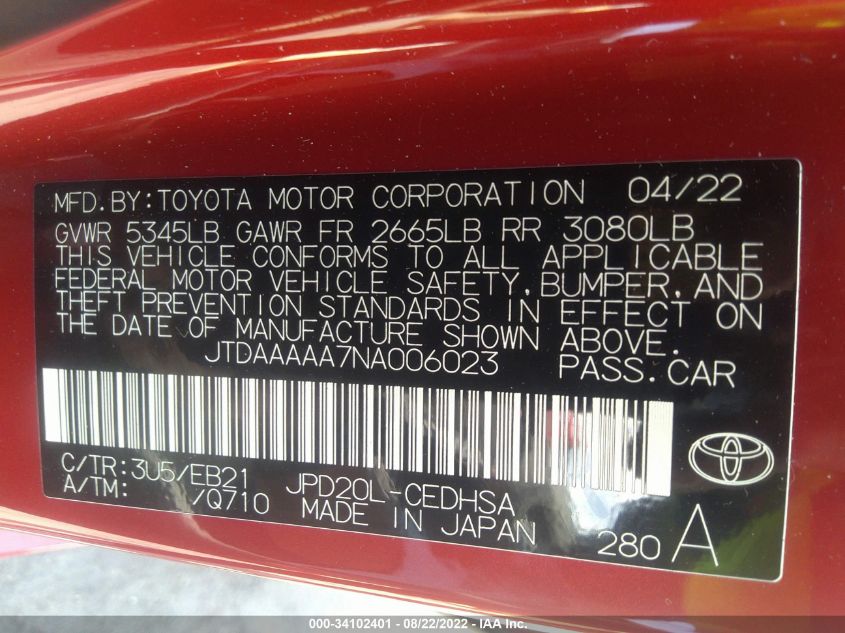 MFD. BY: TOYOTA MOTOR CORPORATION 04/22
GVWR 5345LB GAWR FR 2665LB RR 3080LB
THIS VEHICLE CONFORMS TO ALL APPLICABLE
FEDERAL MOTOR VEHICLE SAFETY, BUMPER, AND
THEFT PREVENTION STANDARDS IN EFFECT ON
THE DATE OF MANUFACTURE SHOWN ABOVE.
JTDAAAAA7NA006023 PASS. CAR
C/TR: 3U5/EB21 JPD20L-CEDHSA
A/TM: /Q710 MADE IN JAPAN 280 A
000-34102401 - 08/22/2022 - IAA Inc.